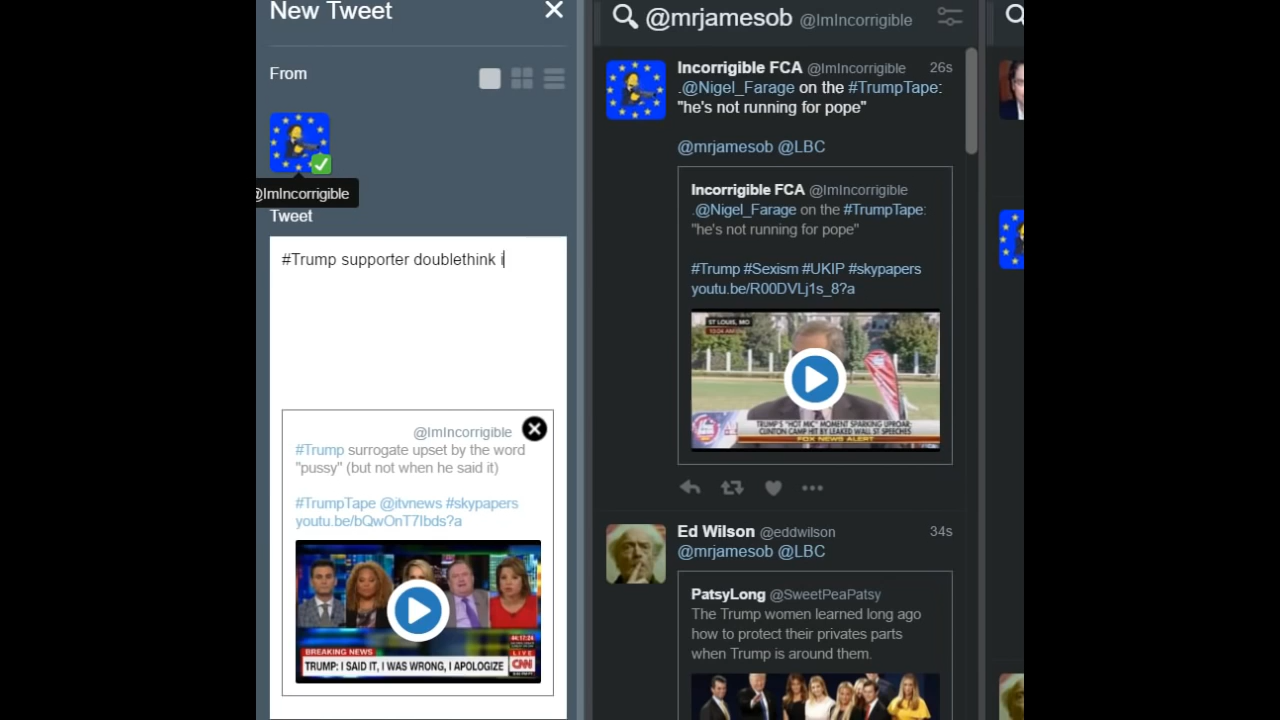 New Tweet
From
@ImIncorrigible
Tweet
#Trump supporter doublethink i
@ImIncorrigible
#Trump surrogate upset by the word
"pussy" (but not when he said it)
#TrumpTape @itvnews #skypapers
youtu.be/bQwOnT7Ibds?a
BREAKING NEWS
LIVE
TRUMP: I SAID IT, I WAS WRONG, I APOLOGIZE
CNN
@mrjamesob @ImIncorrigible
Incorrigible FCA @ImIncorrigible 26s
.@Nigel_Farage on the #TrumpTape:
"he's not running for pope"
@mrjamesob @LBC
Incorrigible FCA @ImIncorrigible
.@Nigel_Farage on the #TrumpTape:
"he's not running for pope"
#Trump #Sexism #UKIP #skypapers
youtu.be/R00DVLj1s_8?a
ST LOUIS, MO
TRUMP'S "HOT MIC" MOMENT SPARKING UPROAR;
CLINTON CAMP HIT BY LEAKED WALL ST SPEECHES
FOX NEWS ALERT
Ed Wilson @eddwilson 34s
@mrjamesob @LBC
PatsyLong @SweetPeaPatsy
The Trump women learned long ago
how to protect their privates parts
when Trump is around them.